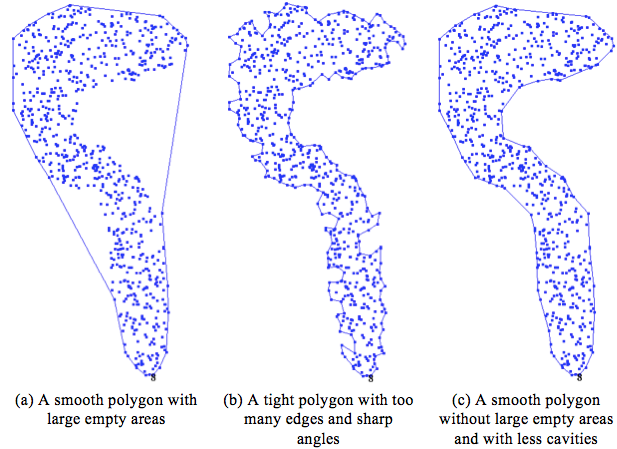 (a) A smooth polygon with
large empty areas
(b) A tight polygon with too
many edges and sharp
angles
(c) A smooth polygon
without large empty areas
and with less cavities